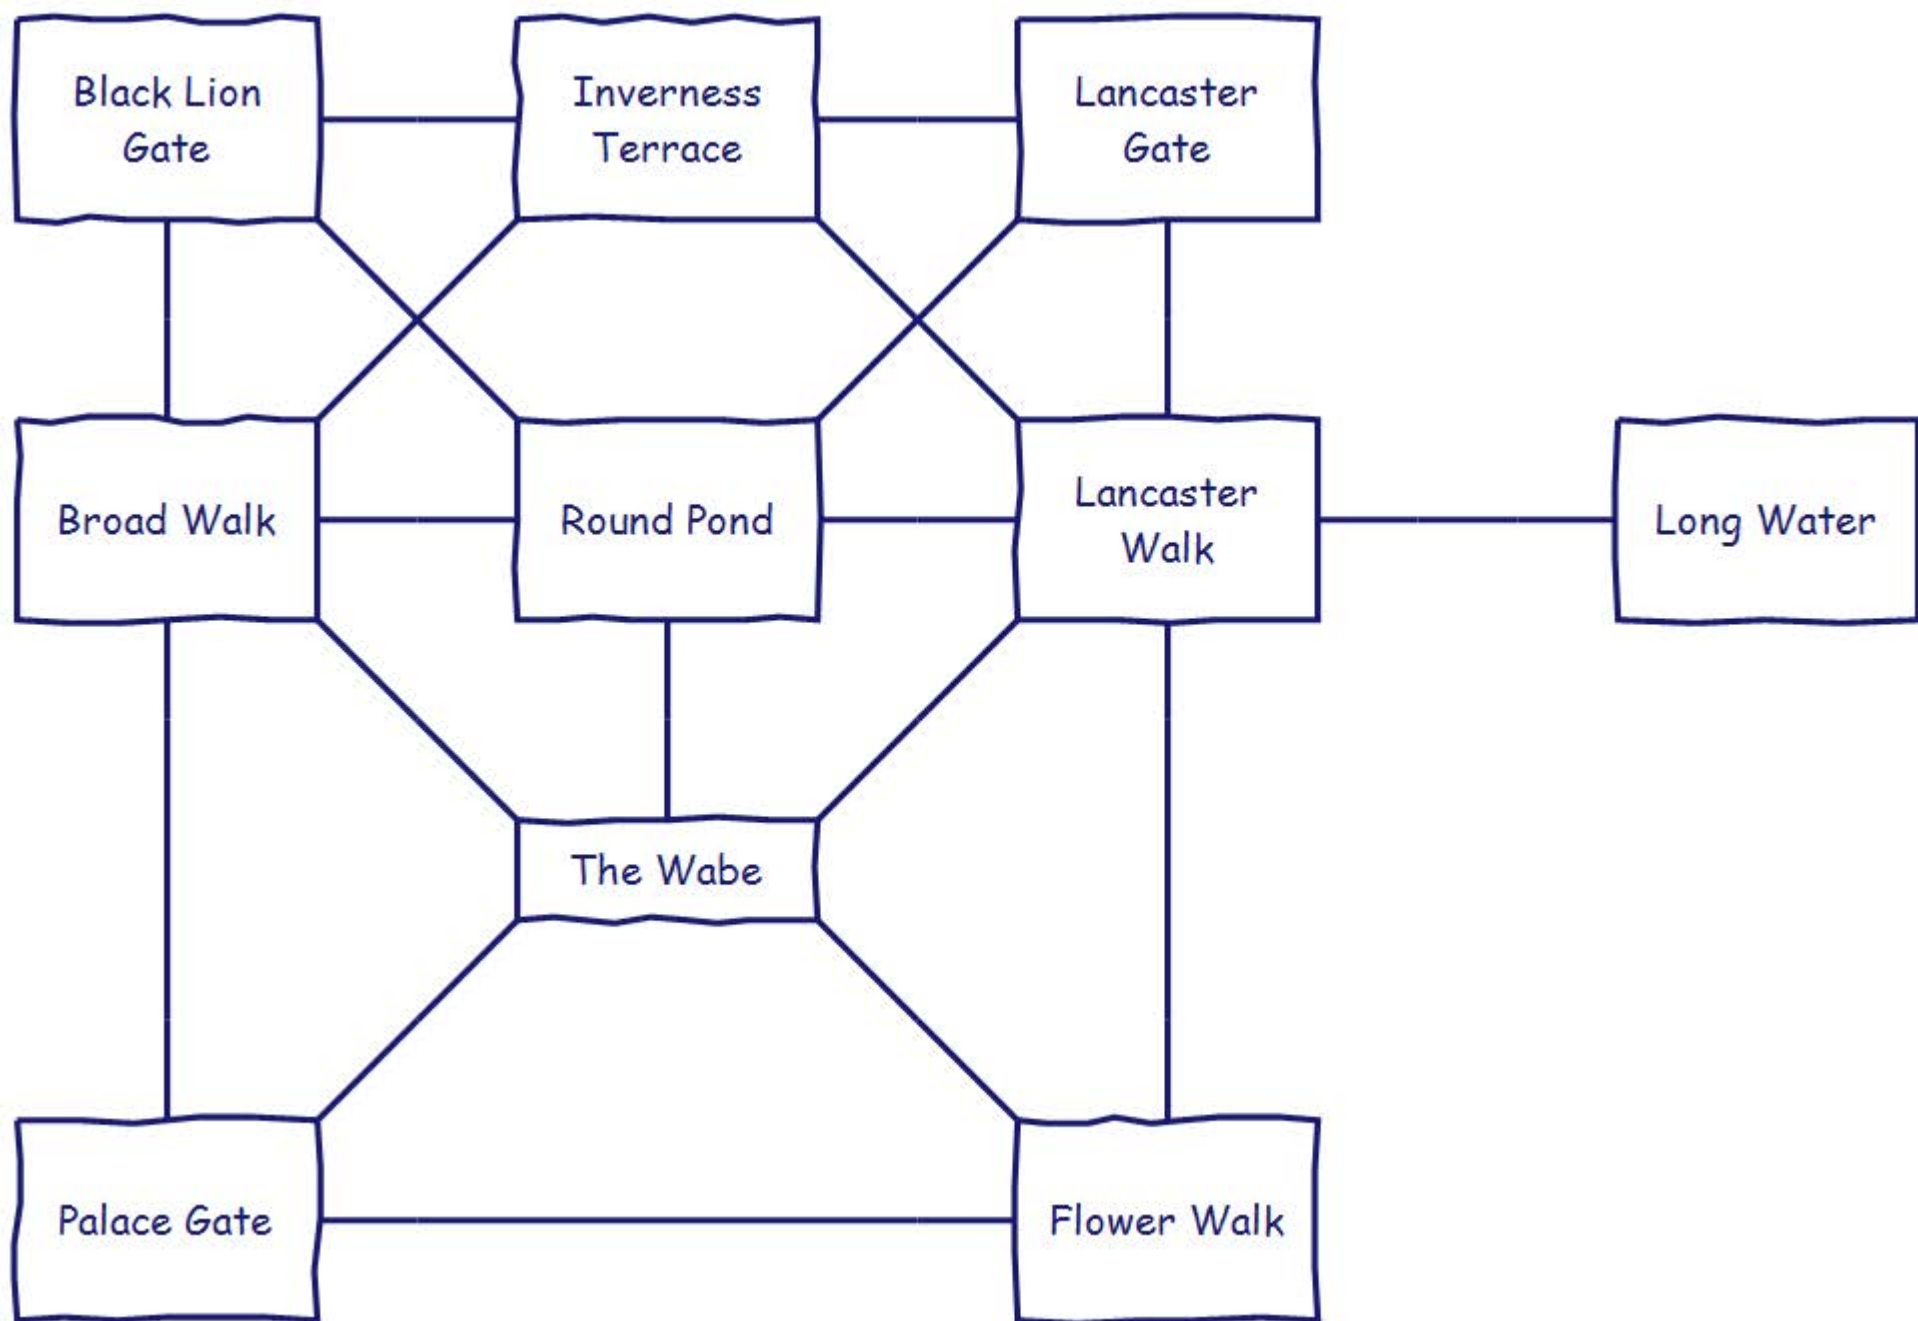 Black Lion
Gate
Inverness
Terrace
Lancaster
Gate
Broad Walk
Round Pond
Lancaster
Walk
Long Water
The Wabe
Palace Gate
Flower Walk